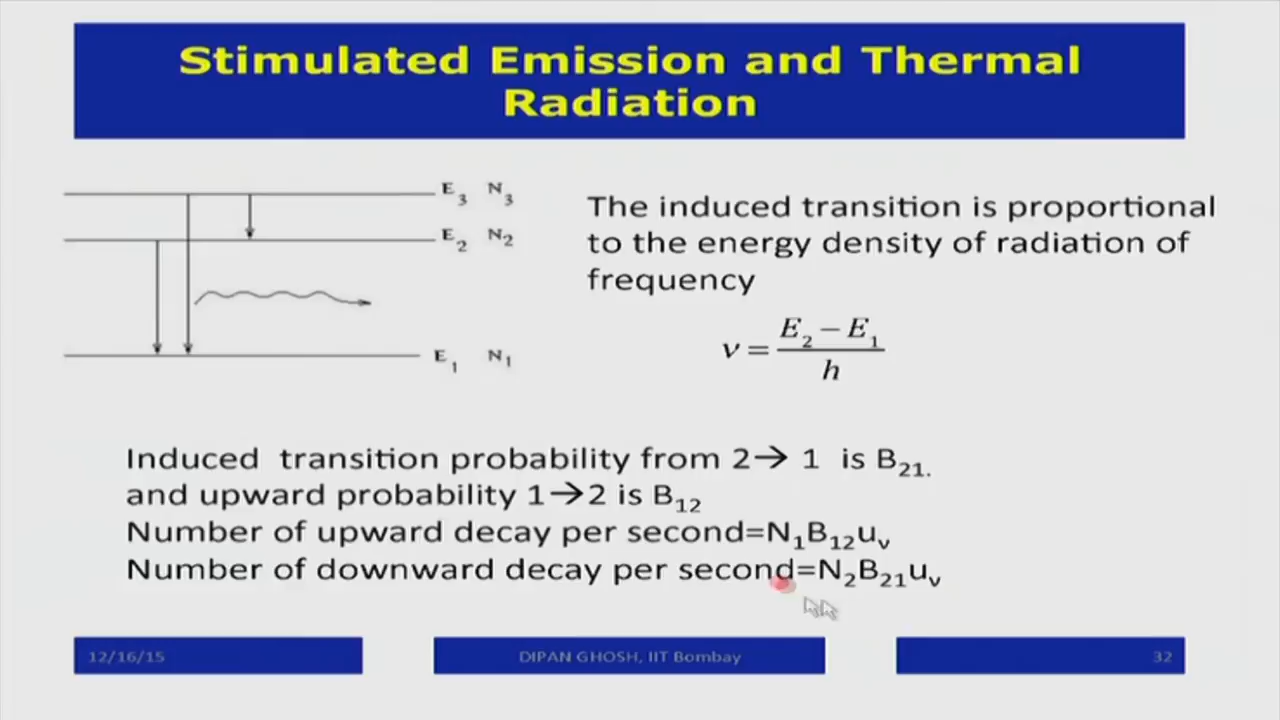 Stimulated Emission and Thermal
Radiation
E3 N3
E2 N2
E1 N1
The induced transition is proportional
to the energy density of radiation of
frequency
ν = (E2 − E1) / h
Induced transition probability from 2→ 1 is B21.
and upward probability 1→2 is B12
Number of upward decay per second=N1B12uν
Number of downward decay per second=N2B21uν
12/16/15
DIPAN GHOSH, IIT Bombay
32